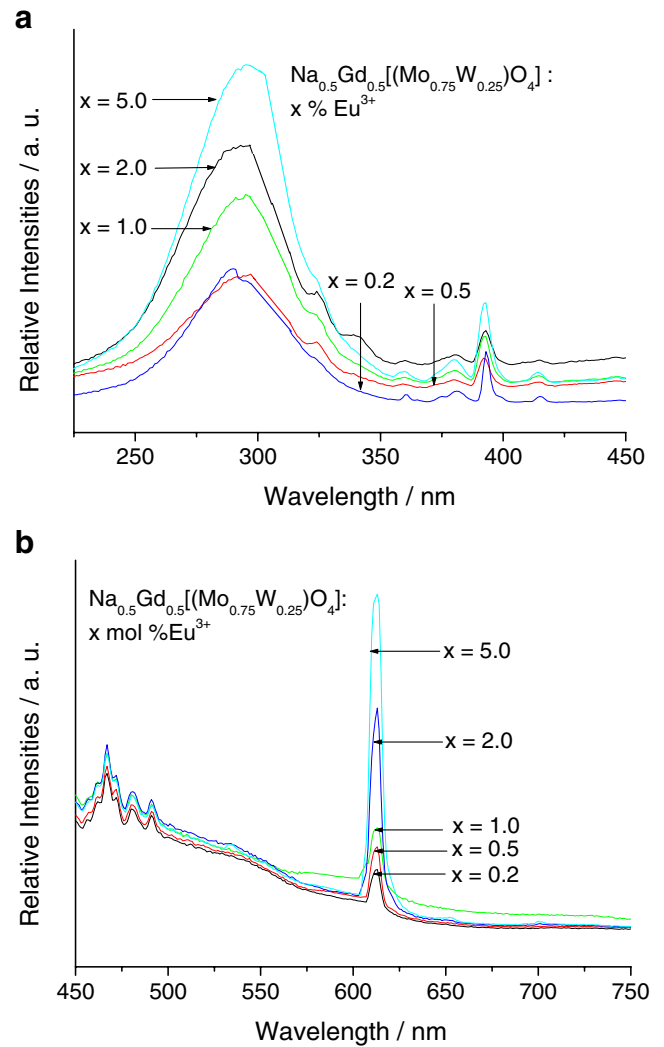 a
Na₀.₅Gd₀.₅[(Mo₀.₇₅W₀.₂₅)O₄] :
x % Eu³⁺
x = 5.0
x = 2.0
x = 1.0
x = 0.2
x = 0.5
Relative Intensities / a. u.
250 300 350 400 450
Wavelength / nm
b
Na₀.₅Gd₀.₅[(Mo₀.₇₅W₀.₂₅)O₄]:
x mol %Eu³⁺
x = 5.0
x = 2.0
x = 1.0
x = 0.5
x = 0.2
Relative Intensities / a. u.
450 500 550 600 650 700 750
Wavelength / nm